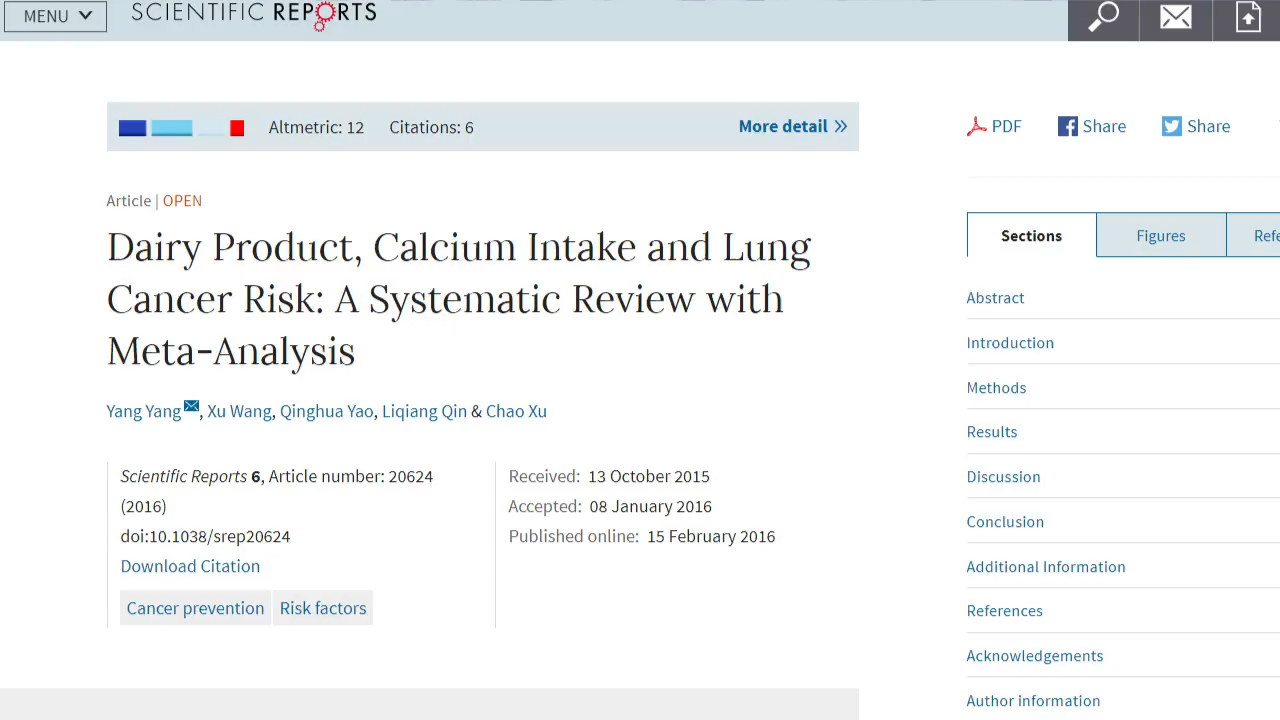 MENU
SCIENTIFIC REPORTS
Altmetric: 12 Citations: 6 More detail »
PDF Share Share
Article | OPEN
Dairy Product, Calcium Intake and Lung
Cancer Risk: A Systematic Review with
Meta-Analysis
Yang Yang, Xu Wang, Qinghua Yao, Liqiang Qin & Chao Xu
Scientific Reports 6, Article number: 20624
(2016)
doi:10.1038/srep20624
Download Citation
Cancer prevention Risk factors
Received: 13 October 2015
Accepted: 08 January 2016
Published online: 15 February 2016
Sections Figures
Abstract
Introduction
Methods
Results
Discussion
Conclusion
Additional Information
References
Acknowledgements
Author information